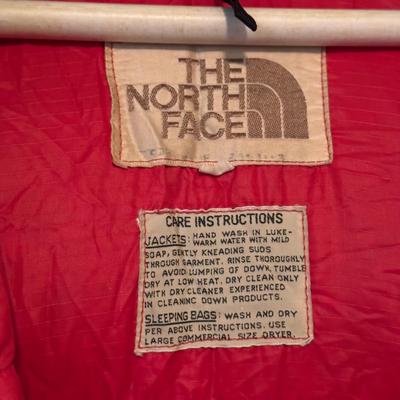 THE
NORTH
FACE
CARE INSTRUCTIONS
JACKETS: HAND WASH IN LUKE-
WARM WATER WITH MILD
SOAP, GENTLY KNEADING SUDS
THROUGH GARMENT. RINSE THOROUGHLY
TO AVOID LUMPING OF DOWN. TUMBLE
DRY AT LOW HEAT. DRY CLEAN ONLY
WITH DRY CLEANER EXPERIENCED
IN CLEANING DOWN PRODUCTS.
SLEEPING BAGS: WASH AND DRY
PER ABOVE INSTRUCTIONS. USE
LARGE COMMERCIAL SIZE DRYER.